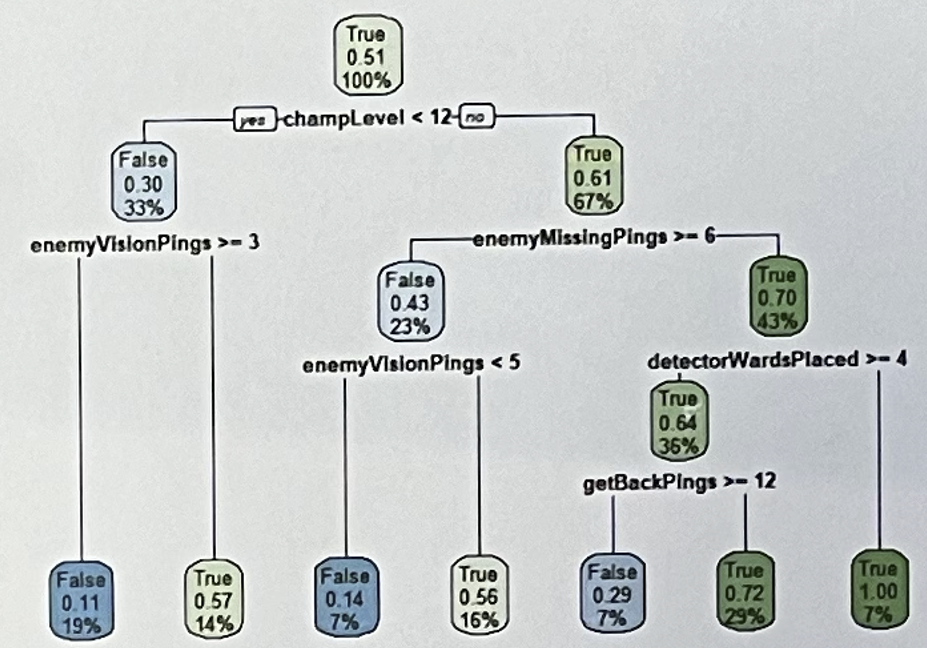 True
0.51
100%
yes champLevel < 12 no
False
0.30
33%
True
0.61
67%
enemyVisionPings >= 3
enemyMissingPings >= 6
False
0.43
23%
True
0.70
43%
enemyVisionPings < 5
detectorWardsPlaced >= 4
True
0.64
36%
getBackPings >= 12
False
0.11
19%
True
0.57
14%
False
0.14
7%
True
0.56
16%
False
0.29
7%
True
0.72
29%
True
1.00
7%